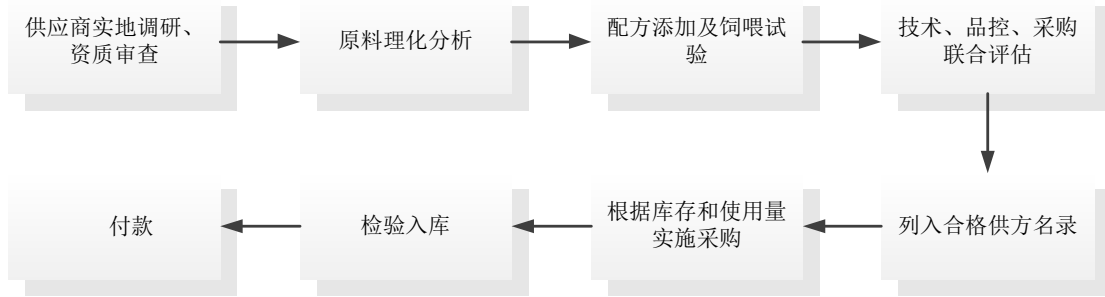 供应商实地调研、
资质审查
原料理化分析
配方添加及饲喂试
验
技术、品控、采购
联合评估
列入合格供方名录
根据库存和使用量
实施采购
检验入库
付款